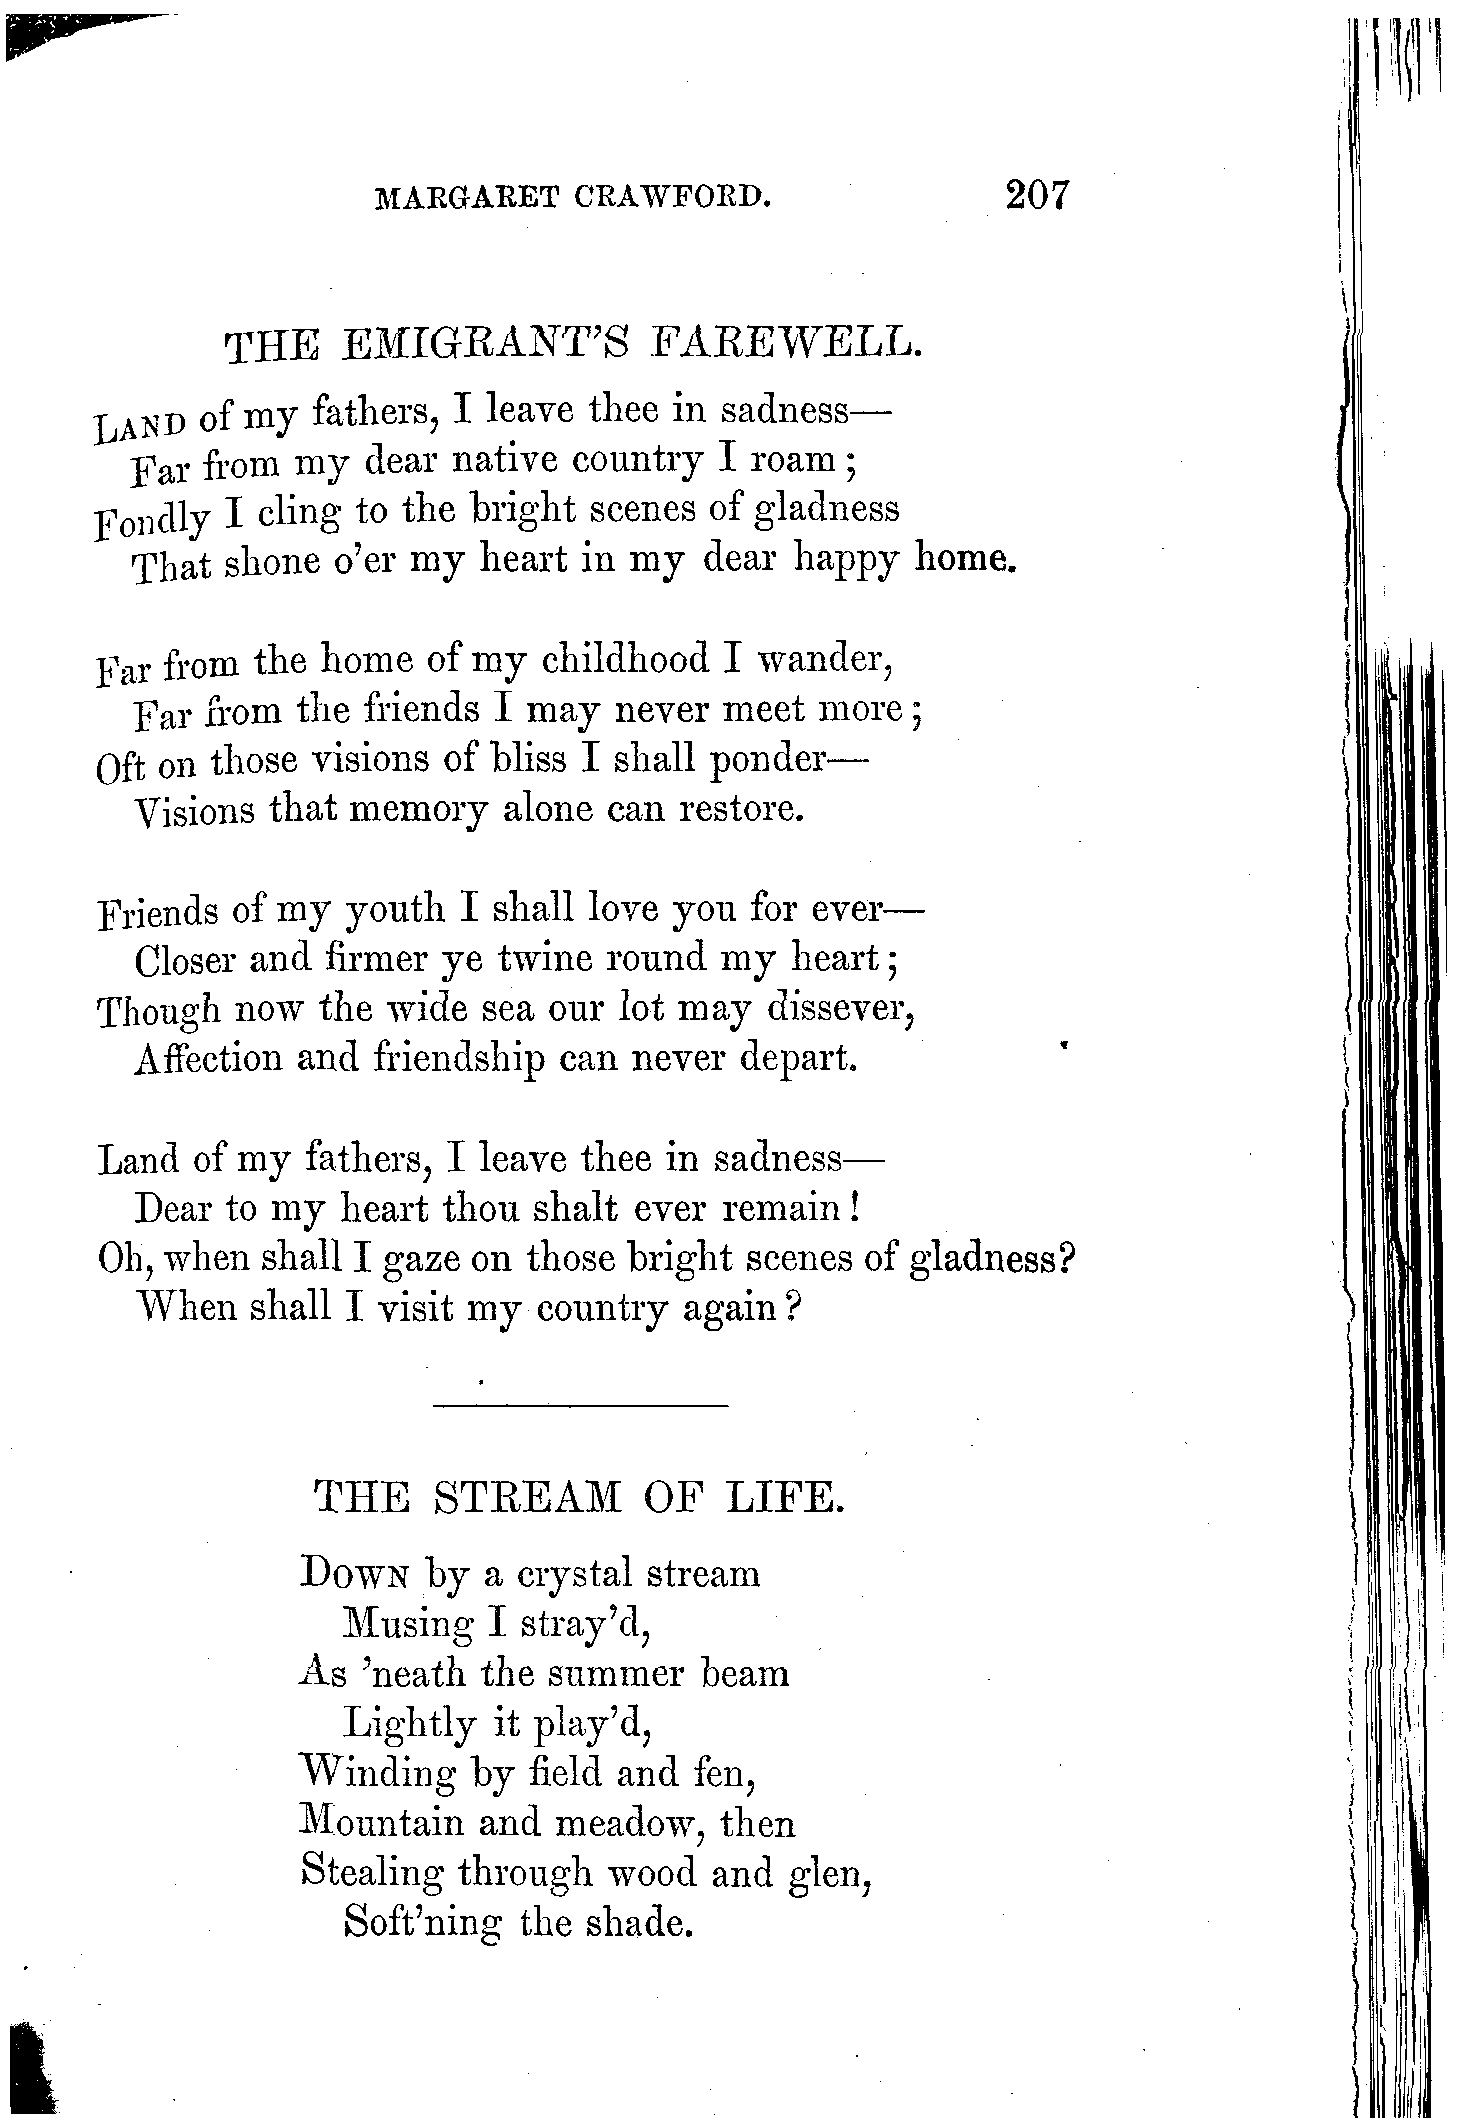 MARGARET CRAWFORD. 207
THE EMIGRANT'S FAREWELL.
LAND of my fathers, I leave thee in sadness—
Far from my dear native country I roam;
Fondly I cling to the bright scenes of gladness
That shone o'er my heart in my dear happy home.
Far from the home of my childhood I wander,
Far from the friends I may never meet more;
Oft on those visions of bliss I shall ponder—
Visions that memory alone can restore.
Friends of my youth I shall love you for ever—
Closer and firmer ye twine round my heart;
Though now the wide sea our lot may dissever,
Affection and friendship can never depart.
Land of my fathers, I leave thee in sadness—
Dear to my heart thou shalt ever remain!
Oh, when shall I gaze on those bright scenes of gladness?
When shall I visit my country again?
THE STREAM OF LIFE.
DOWN by a crystal stream
Musing I stray'd,
As 'neath the summer beam
Lightly it play'd,
Winding by field and fen,
Mountain and meadow, then
Stealing through wood and glen,
Soft'ning the shade.